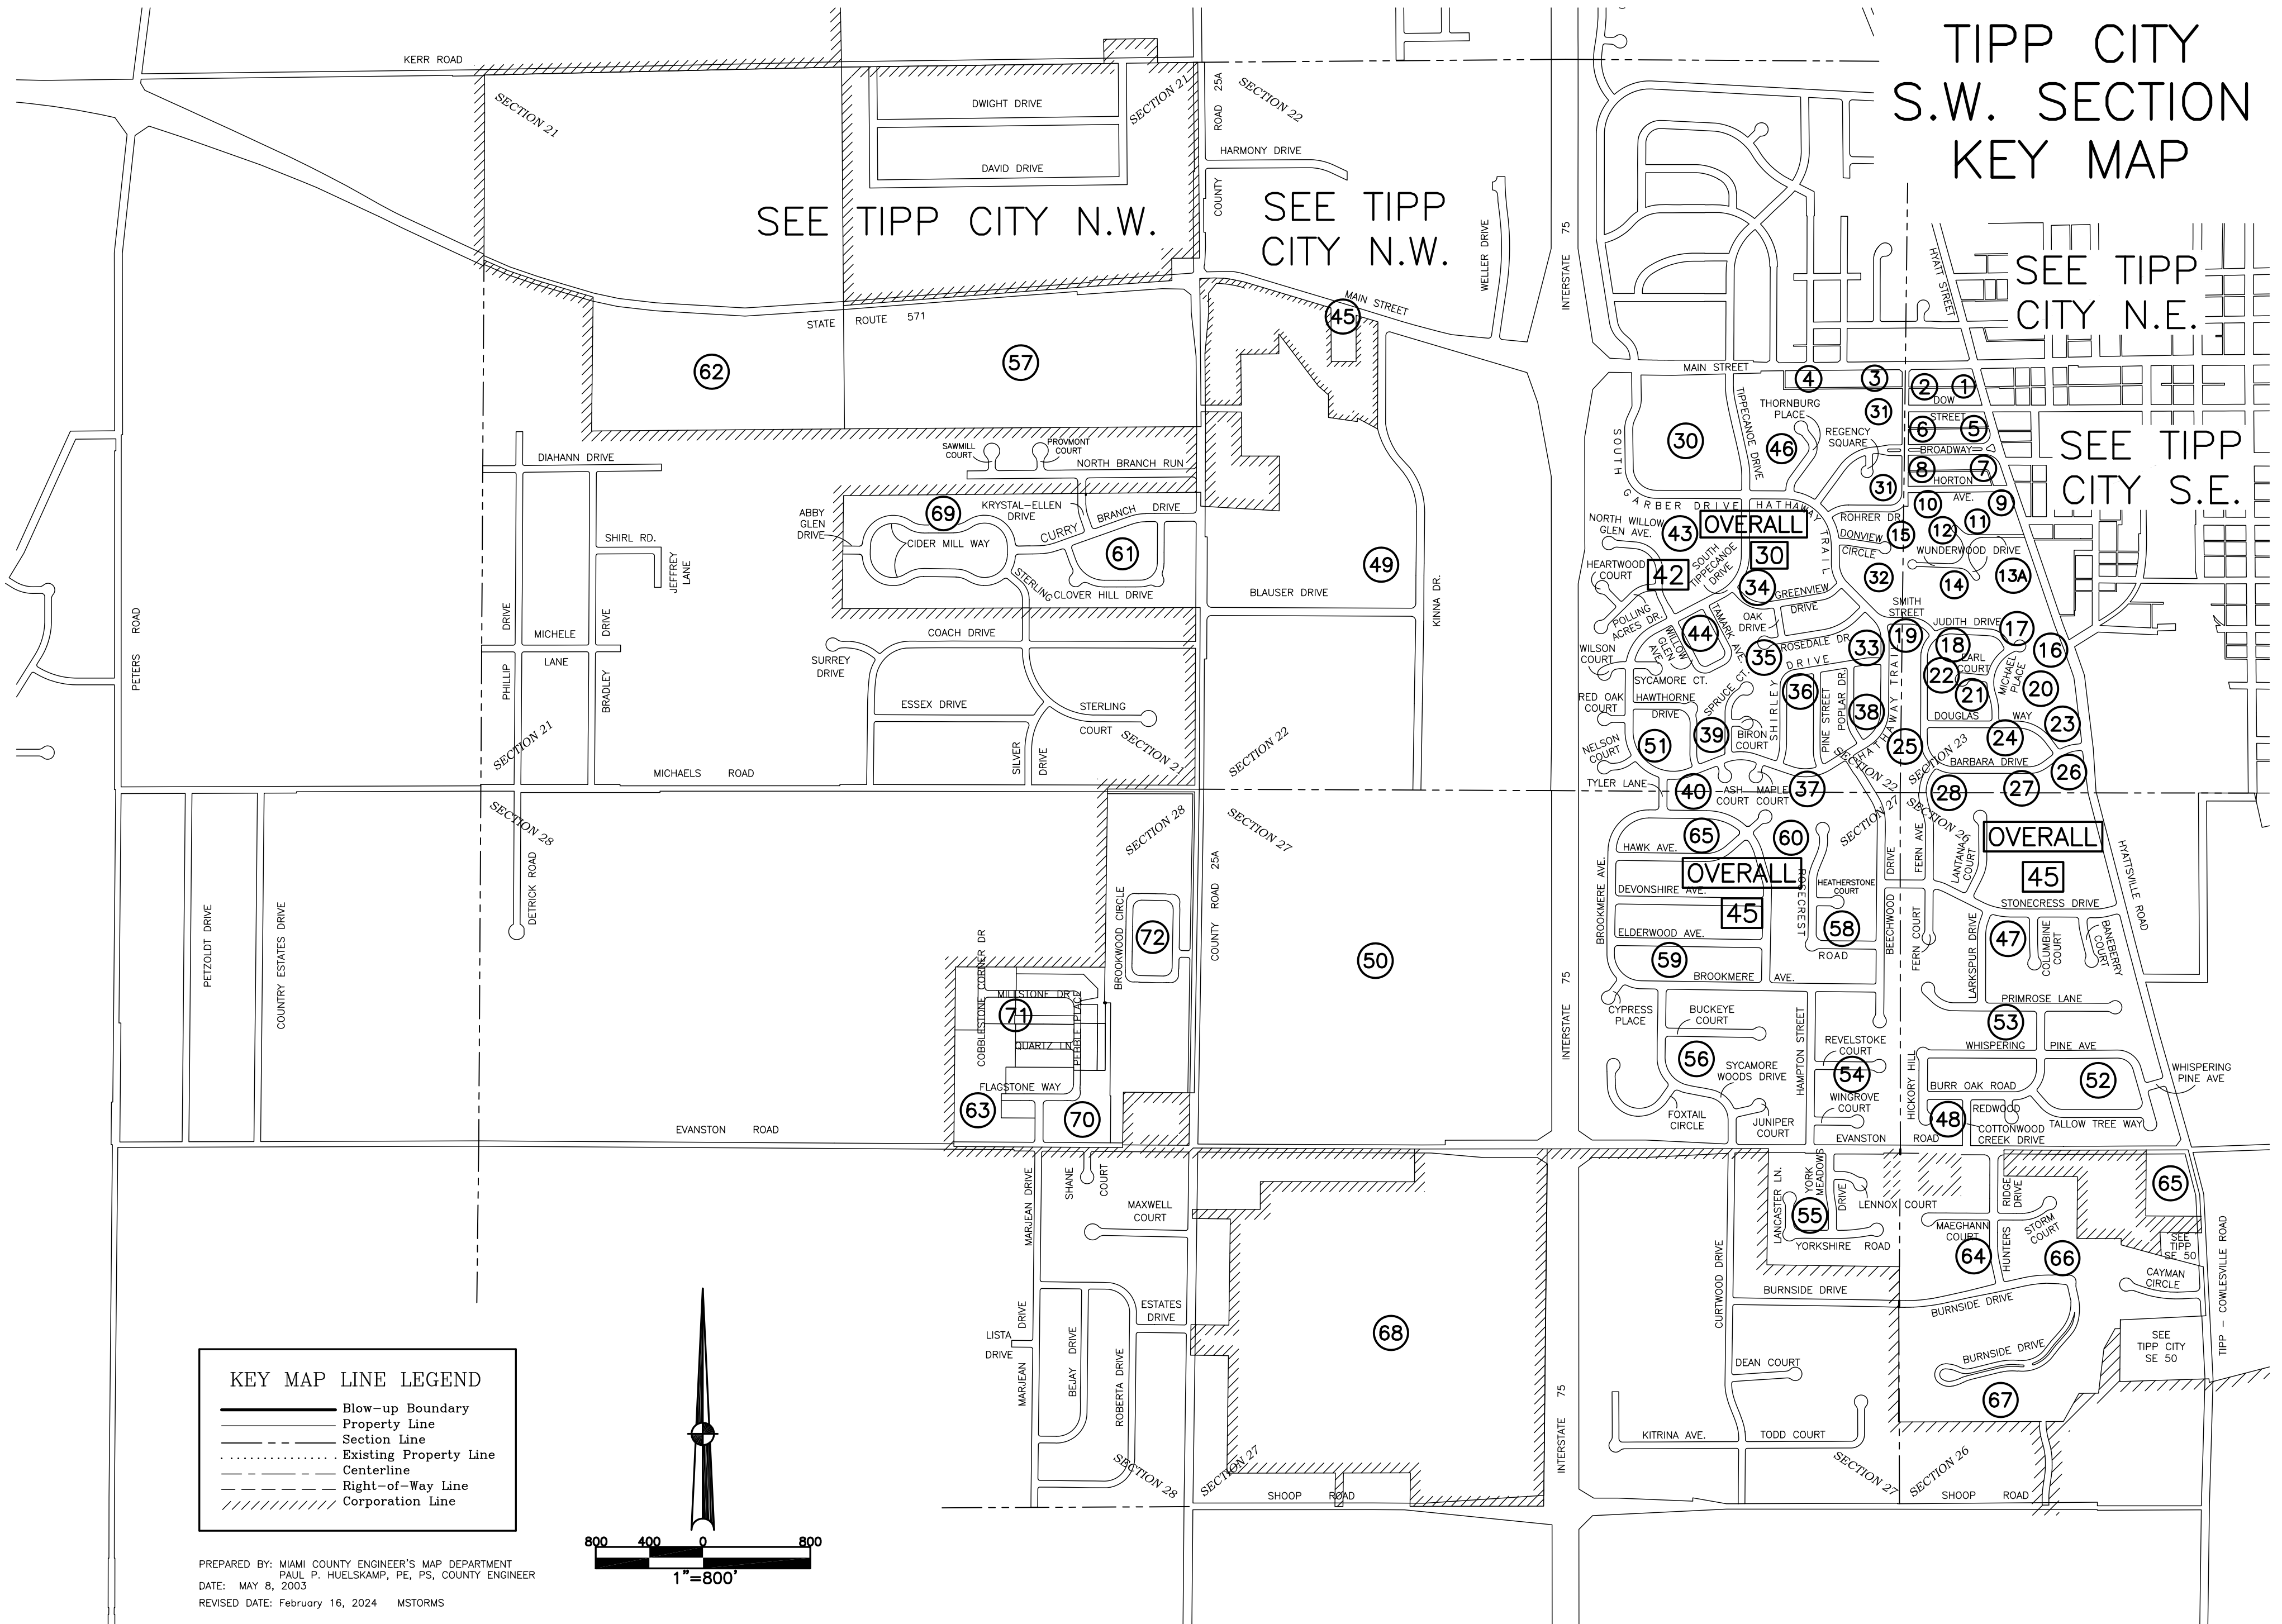 TIPP CITY
S.W. SECTION
KEY MAP
KERR ROAD
SECTION 21
DWIGHT DRIVE
DAVID DRIVE
SECTION 21
COUNTY ROAD 25A
SECTION 22
HARMONY DRIVE
SEE TIPP CITY N.W.
SEE TIPP
CITY N.W.
WELLER DRIVE
INTERSTATE 75
HYATT STREET
SEE TIPP
CITY N.E.
STATE ROUTE 571
MAIN STREET
45
62
57
MAIN STREET
4
3
2
1
DOW
STREET
THORNBURG
PLACE
31
6
5
TIPPECANOE DRIVE
REGENCY
SQUARE
30
46
BROADWAY
SEE TIPP
CITY S.E.
8
7
HORTON
AVE.
31
10
9
SOUTH
GARBER DRIVE
HATHAWAY
TRAIL
SAWMILL
COURT
PROVMONT
COURT
NORTH BRANCH RUN
DIAHANN DRIVE
ABBY
GLEN
DRIVE
69
KRYSTAL-ELLEN
DRIVE
CURRY
BRANCH DRIVE
CIDER MILL WAY
61
STERLING
CLOVER HILL DRIVE
SHIRL RD.
JEFFREY
LANE
49
NORTH WILLOW
GLEN AVE.
43
OVERALL
30
ROHRER DR.
15
12
11
DONVIEW
CIRCLE
WUNDERWOOD DRIVE
HEARTWOOD
COURT
42
SOUTH
TIPPECANOE
DRIVE
34
32
14
13A
GREENVIEW
DRIVE
PETERS ROAD
PHILLIP DRIVE
MICHELE
LANE
BRADLEY DRIVE
COACH DRIVE
SURREY
DRIVE
BLAUSER DRIVE
KINNA DR.
POLLING
ACRES DR.
44
TAMARK AVE.
OAK
DRIVE
SMITH
STREET
JUDITH DRIVE
17
WILLOW
GLEN
AVE
35
ROSEDALE DR.
33
19
18
16
WILSON
COURT
EARL
COURT
SYCAMORE CT.
DRIVE
22
21
MICHAEL
PLACE
20
RED OAK
COURT
HAWTHORNE
DRIVE
SPRUCE CT.
36
SHIRLEY
PINE STREET
POPLAR DR.
38
HATHAWAY TRAIL
DOUGLAS WAY
23
ESSEX DRIVE
STERLING
COURT
SILVER DRIVE
SECTION 21
SECTION 21
SECTION 22
51
39
BIRON
COURT
24
25
NELSON
COURT
BARBARA DRIVE
SECTION 22
SECTION 23
26
MICHAELS ROAD
TYLER LANE
40
ASH
COURT
MAPLE
COURT
37
28
27
SECTION 28
SECTION 28
SECTION 27
SECTION 27
SECTION 26
65
60
OVERALL
45
HAWK AVE.
OVERALL
45
BROOKMERE AVE.
DEVONSHIRE AVE.
ROSECREST
HEATHERSTONE
COURT
BEECHWOOD DRIVE
FERN AVE
LANTANA
COURT
HYATTSVILLE ROAD
STONECRESS DRIVE
PETZOLDT DRIVE
COUNTRY ESTATES DRIVE
DETRICK ROAD
BROOKWOOD CIRCLE
72
COUNTY ROAD 25A
ELDERWOOD AVE.
58
FERN COURT
LARKSPUR DRIVE
47
COLUMBINE
COURT
BANEBERRY
COURT
50
59
ROAD
BROOKMERE AVE.
COBBLESTONE CORNER DR
MILLSTONE DR
71
PEBBLE PLACE
QUARTZ LN
FLAGSTONE WAY
63
70
INTERSTATE 75
CYPRESS
PLACE
BUCKEYE
COURT
PRIMROSE LANE
53
HAMPTON STREET
REVELSTOKE
COURT
WHISPERING PINE AVE
56
SYCAMORE
WOODS DRIVE
54
HICKORY HILL
BURR OAK ROAD
52
WHISPERING
PINE AVE
WINGROVE
COURT
FOXTAIL
CIRCLE
JUNIPER
COURT
48
REDWOOD
COTTONWOOD
CREEK DRIVE
TALLOW TREE WAY
EVANSTON ROAD
EVANSTON ROAD
MARJEAN DRIVE
SHANE COURT
MAXWELL
COURT
LANCASTER LN.
YORK
MEADOWS
DRIVE
55
LENNOX COURT
YORKSHIRE ROAD
RIDGE
DRIVE
65
MAEGHANN
COURT
64
HUNTERS
STORM
COURT
66
SEE
TIPP
SE 50
CAYMAN
CIRCLE
TIPP - COWLESVILLE ROAD
CURTWOOD DRIVE
BURNSIDE DRIVE
BURNSIDE DRIVE
BURNSIDE DRIVE
SEE
TIPP CITY
SE 50
67
LISTA
DRIVE
MARJEAN DRIVE
BEJAY DRIVE
ROBERTA DRIVE
ESTATES
DRIVE
68
DEAN COURT
KITRINA AVE.
TODD COURT
INTERSTATE 75
SECTION 28
SECTION 27
SECTION 27
SECTION 26
SHOOP ROAD
SHOOP ROAD
KEY MAP LINE LEGEND
Blow-up Boundary
Property Line
Section Line
Existing Property Line
Centerline
Right-of-Way Line
Corporation Line
800 400 0 800
1"=800'
PREPARED BY: MIAMI COUNTY ENGINEER'S MAP DEPARTMENT
PAUL P. HUELSKAMP, PE, PS, COUNTY ENGINEER
DATE: MAY 8, 2003
REVISED DATE: February 16, 2024 MSTORMS